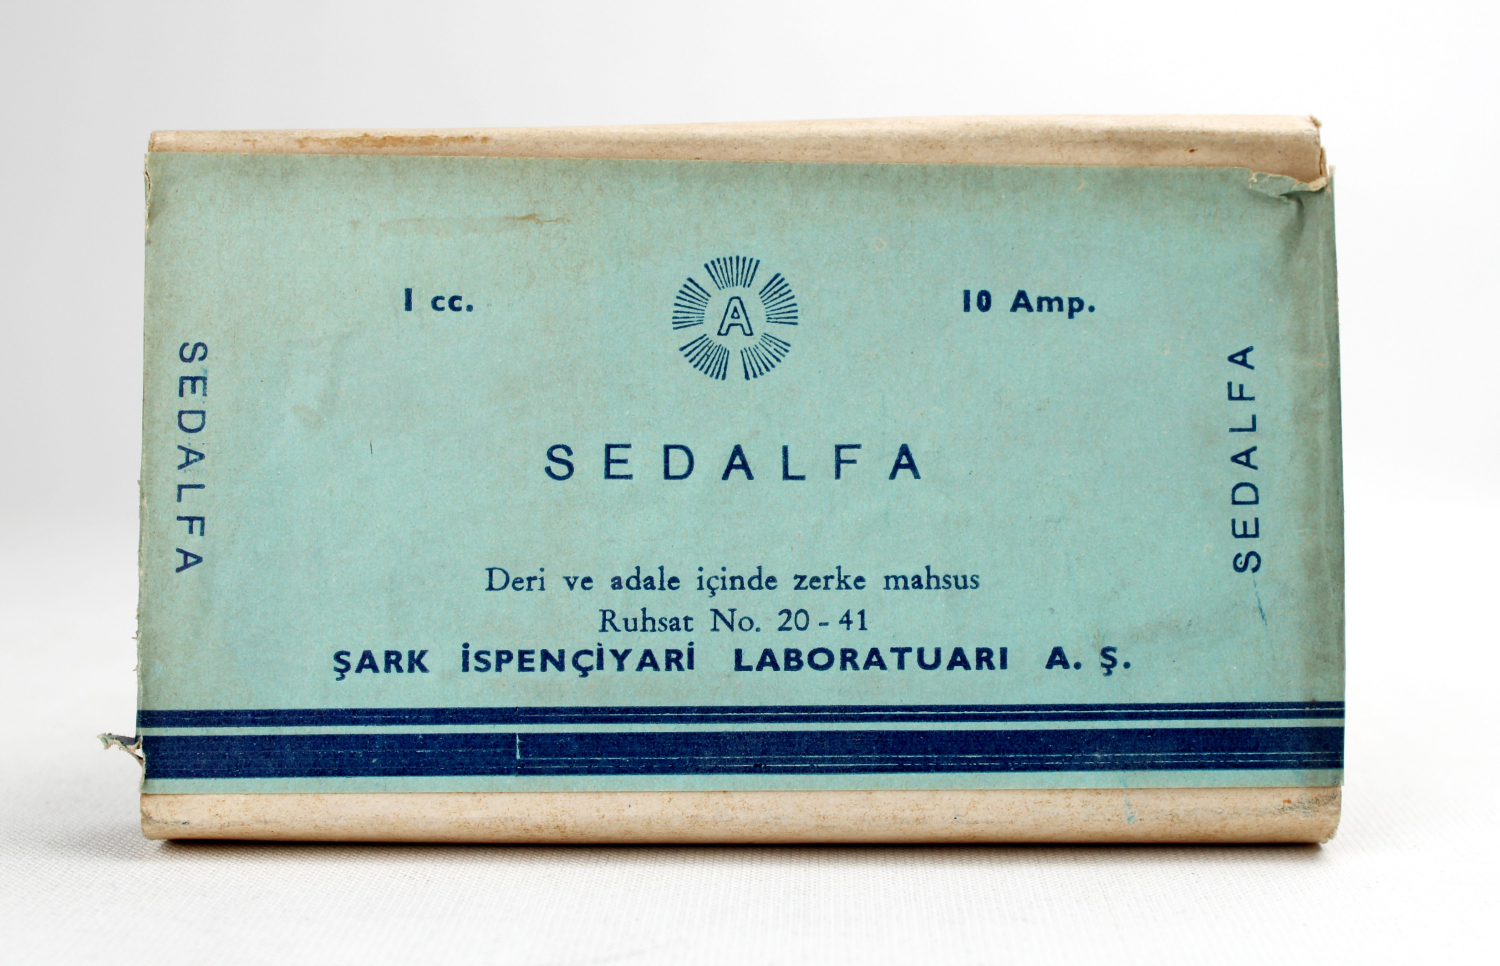 1 cc.
A
10 Amp.
SEDALFA
SEDALFA
SEDALFA
Deri ve adale içinde zerke mahsus
Ruhsat No. 20 - 41
ŞARK İSPENÇİYARİ LABORATUARI A. Ş.